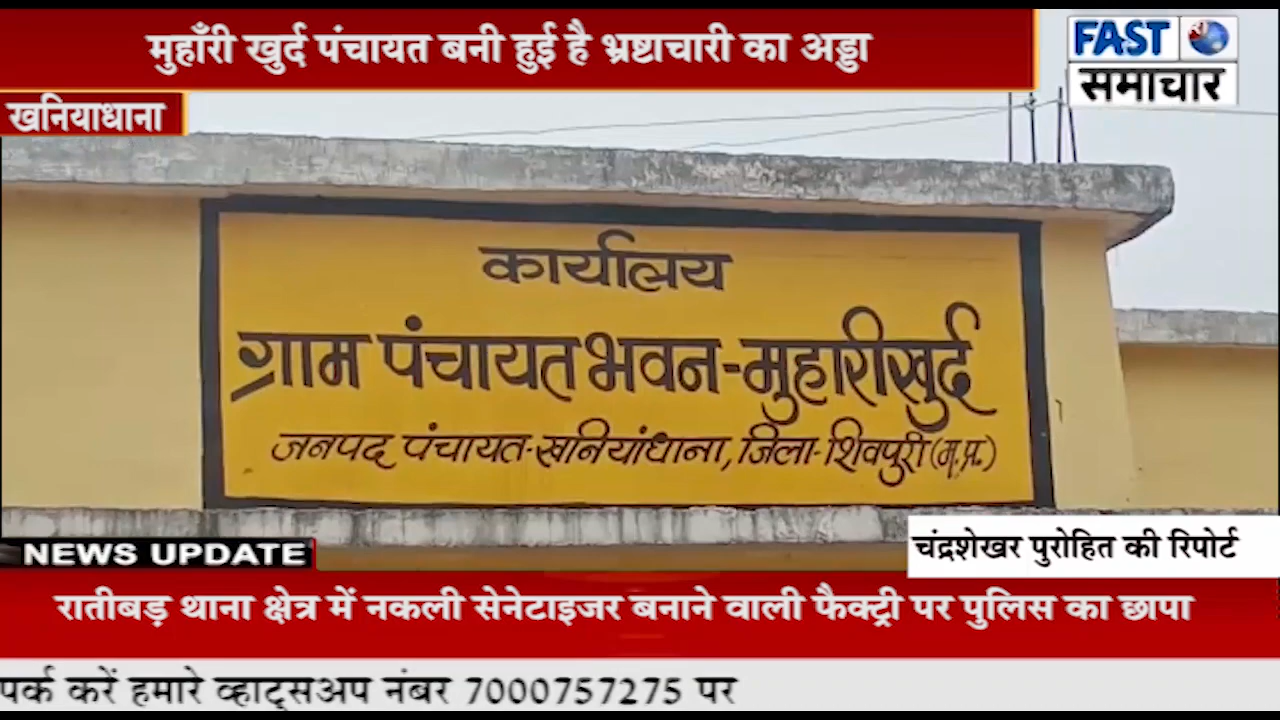 मुहाँरी खुर्द पंचायत बनी हुई है भ्रष्टाचारी का अड्डा
FAST
समाचार
खनियाधाना
कार्यालय
ग्राम पंचायत भवन-मुहारीखुर्द
जनपद पंचायत-खनियांधाना, जिला-शिवपुरी (म.प्र.)
चंद्रशेखर पुरोहित की रिपोर्ट
NEWS UPDATE
रातीबड़ थाना क्षेत्र में नकली सेनेटाइजर बनाने वाली फैक्ट्री पर पुलिस का छापा
पर्क करें हमारे व्हाट्सअप नंबर 7000757275 पर